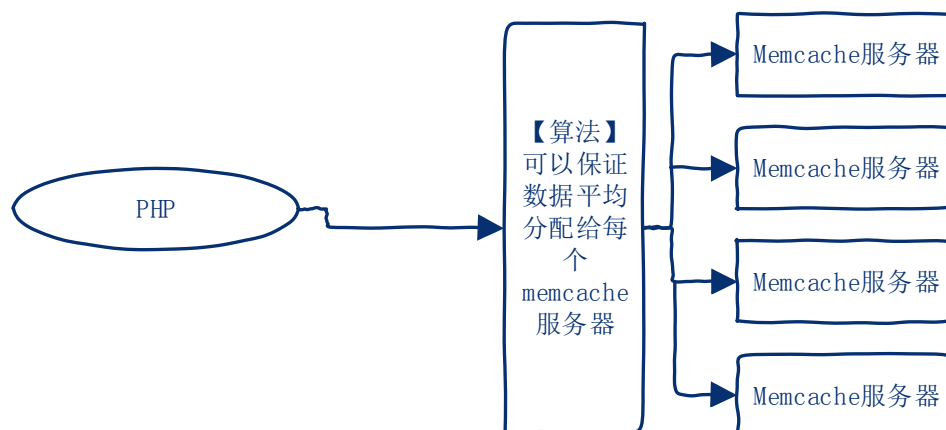 PHP
【算法】
可以保证
数据平均
分配给每
个
memcache
服务器
Memcache服务器
Memcache服务器
Memcache服务器
Memcache服务器